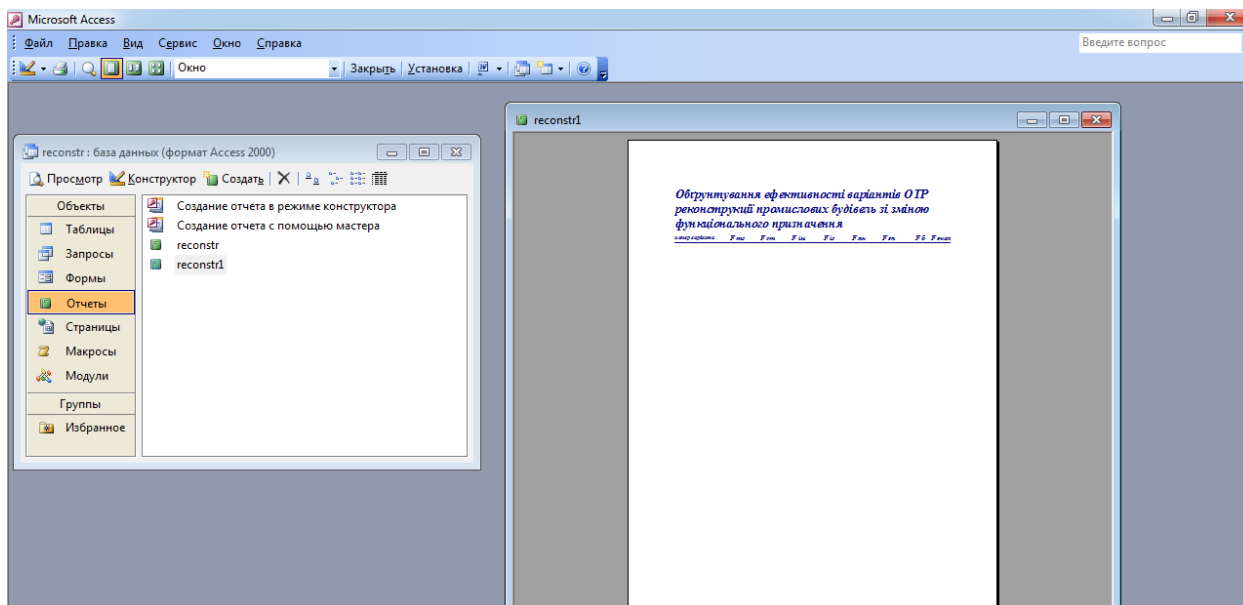 Microsoft Access
Файл Правка Вид Сервис Окно Справка
Введите вопрос
Окно Закрыть Установка
reconstr1
reconstr : база данных (формат Access 2000)
Просмотр Конструктор Создать
Объекты
Таблицы
Запросы
Формы
Отчеты
Страницы
Макросы
Модули
Группы
Избранное
Создание отчета в режиме конструктора
Создание отчета с помощью мастера
reconstr
reconstr1
Обґрунтування ефективності варіантів ОТР
реконструкції промислових будівель зі зміною
функціонального призначення